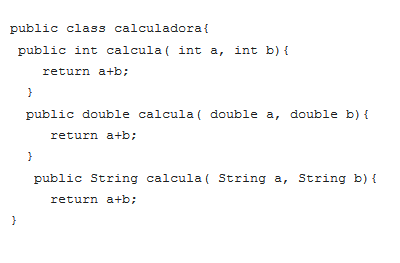 public class calculadora{
public int calcula( int a, int b){
return a+b;
}
public double calcula( double a, double b){
return a+b;
}
public String calcula( String a, String b){
return a+b;
}